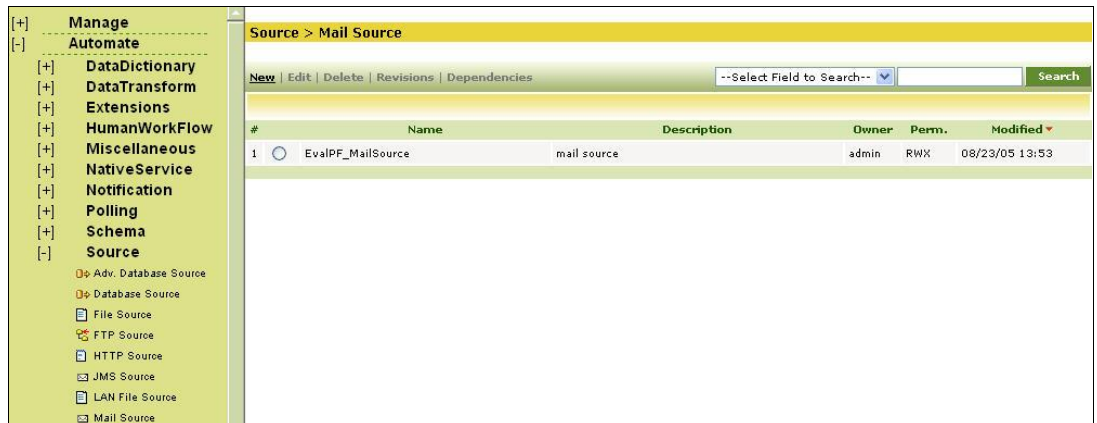 [+] Manage
[-] Automate
[+] DataDictionary
[+] DataTransform
[+] Extensions
[+] HumanWorkFlow
[+] Miscellaneous
[+] NativeService
[+] Notification
[+] Polling
[+] Schema
[-] Source
Adv. Database Source
Database Source
File Source
FTP Source
HTTP Source
JMS Source
LAN File Source
Mail Source
Source > Mail Source
New | Edit | Delete | Revisions | Dependencies --Select Field to Search-- Search
# Name Description Owner Perm. Modified
1 EvalPF_MailSource mail source admin RWX 08/23/05 13:53